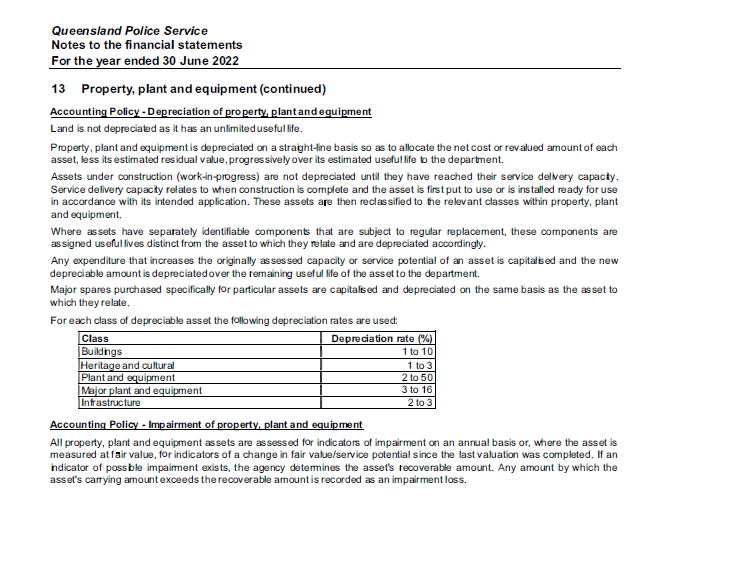 Queensland Police Service
Notes to the financial statements
For the year ended 30 June 2022
13 Property, plant and equipment (continued)
Accounting Policy - Depreciation of property, plant and equipment
Land is not depreciated as it has an unlimited useful life.
Property, plant and equipment is depreciated on a straight-line basis so as to allocate the net cost or revalued amount of each
asset, less its estimated residual value, progressively over its estimated useful life to the department.
Assets under construction (work-in-progress) are not depreciated until they have reached their service delivery capacity.
Service delivery capacity relates to when construction is complete and the asset is first put to use or is installed ready for use
in accordance with its intended application. These assets are then reclassified to the relevant classes within property, plant
and equipment.
Where assets have separately identifiable components that are subject to regular replacement, these components are
assigned useful lives distinct from the asset to which they relate and are depreciated accordingly.
Any expenditure that increases the originally assessed capacity or service potential of an asset is capitalised and the new
depreciable amount is depreciated over the remaining useful life of the asset to the department.
Major spares purchased specifically for particular assets are capitalised and depreciated on the same basis as the asset to
which they relate.
For each class of depreciable asset the following depreciation rates are used:
Class Depreciation rate (%)
Buildings 1 to 10
Heritage and cultural 1 to 3
Plant and equipment 2 to 50
Major plant and equipment 3 to 16
Infrastructure 2 to 3
Accounting Policy - Impairment of property, plant and equipment
All property, plant and equipment assets are assessed for indicators of impairment on an annual basis or, where the asset is
measured at fair value, for indicators of a change in fair value/service potential since the last valuation was completed. If an
indicator of possible impairment exists, the agency determines the asset's recoverable amount. Any amount by which the
asset's carrying amount exceeds the recoverable amount is recorded as an impairment loss.